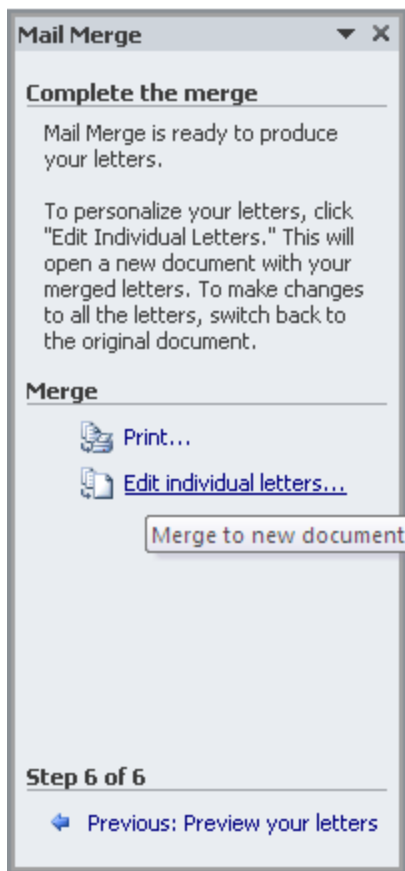 Mail Merge
Complete the merge
Mail Merge is ready to produce
your letters.
To personalize your letters, click
"Edit Individual Letters." This will
open a new document with your
merged letters. To make changes
to all the letters, switch back to
the original document.
Merge
Print...
Edit individual letters...
Merge to new document
Step 6 of 6
Previous: Preview your letters